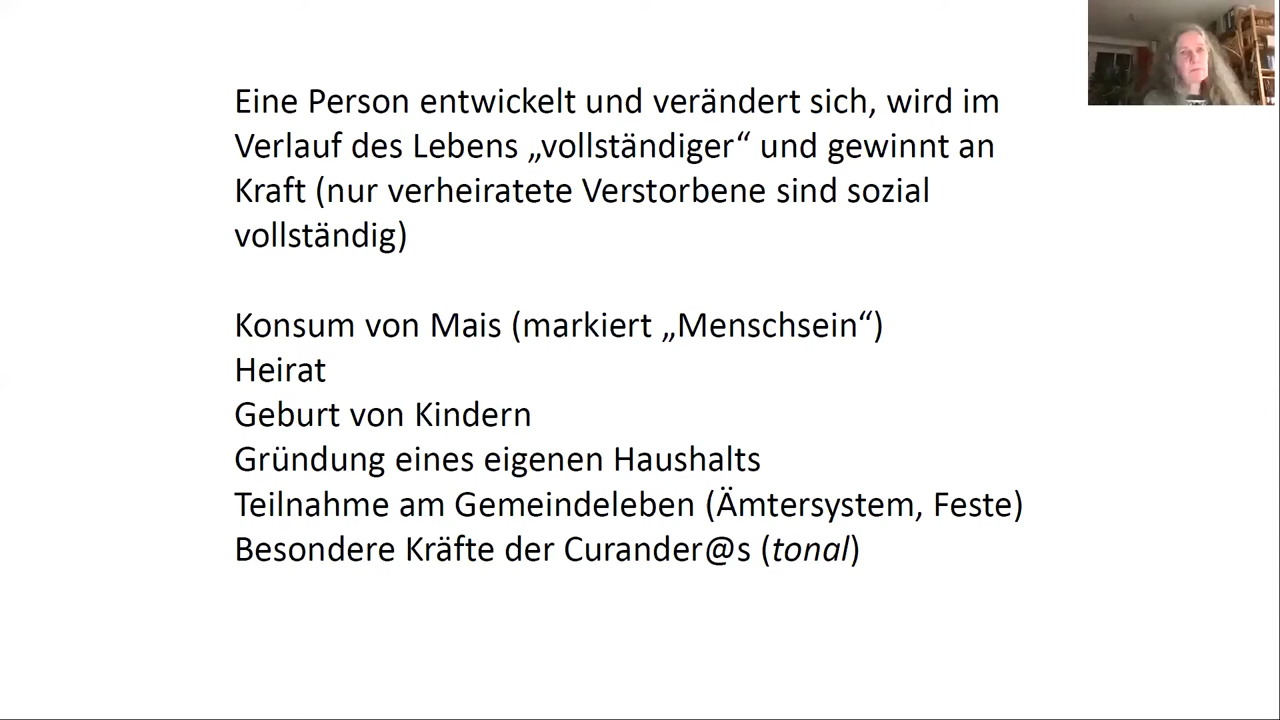 Eine Person entwickelt und verändert sich, wird im
Verlauf des Lebens „vollständiger“ und gewinnt an
Kraft (nur verheiratete Verstorbene sind sozial
vollständig)
Konsum von Mais (markiert „Menschsein“)
Heirat
Geburt von Kindern
Gründung eines eigenen Haushalts
Teilnahme am Gemeindeleben (Ämtersystem, Feste)
Besondere Kräfte der Curander@s (tonal)